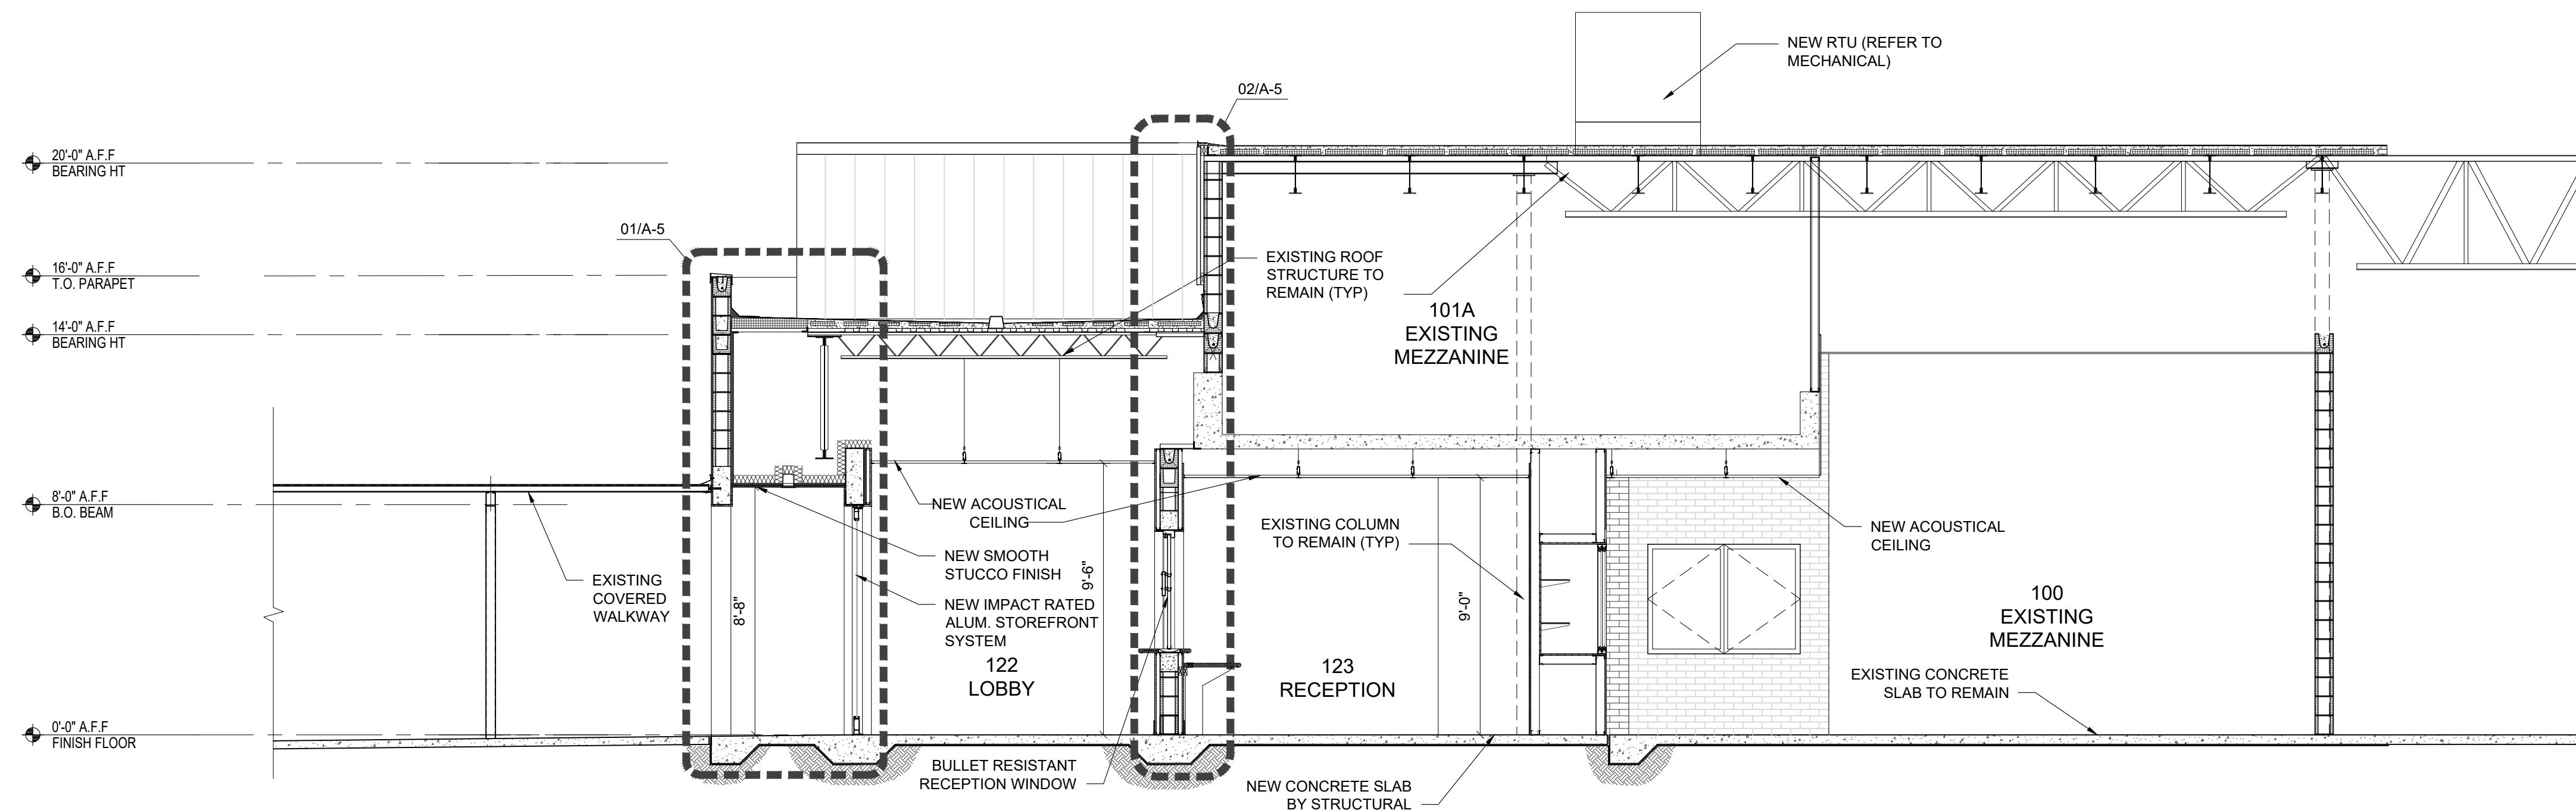 NEW RTU (REFER TO
MECHANICAL)
02/A-5
20'-0" A.F.F
BEARING HT
01/A-5
16'-0" A.F.F
T.O. PARAPET
EXISTING ROOF
STRUCTURE TO
REMAIN (TYP)
101A
EXISTING
MEZZANINE
14'-0" A.F.F
BEARING HT
8'-0" A.F.F
B.O. BEAM
NEW ACOUSTICAL
CEILING
EXISTING COLUMN
TO REMAIN (TYP)
NEW ACOUSTICAL
CEILING
NEW SMOOTH
STUCCO FINISH
EXISTING
COVERED
WALKWAY
8'-8"
NEW IMPACT RATED
ALUM. STOREFRONT
SYSTEM
9'-6"
9'-0"
100
EXISTING
MEZZANINE
122
LOBBY
123
RECEPTION
EXISTING CONCRETE
SLAB TO REMAIN
0'-0" A.F.F
FINISH FLOOR
BULLET RESISTANT
RECEPTION WINDOW
NEW CONCRETE SLAB
BY STRUCTURAL